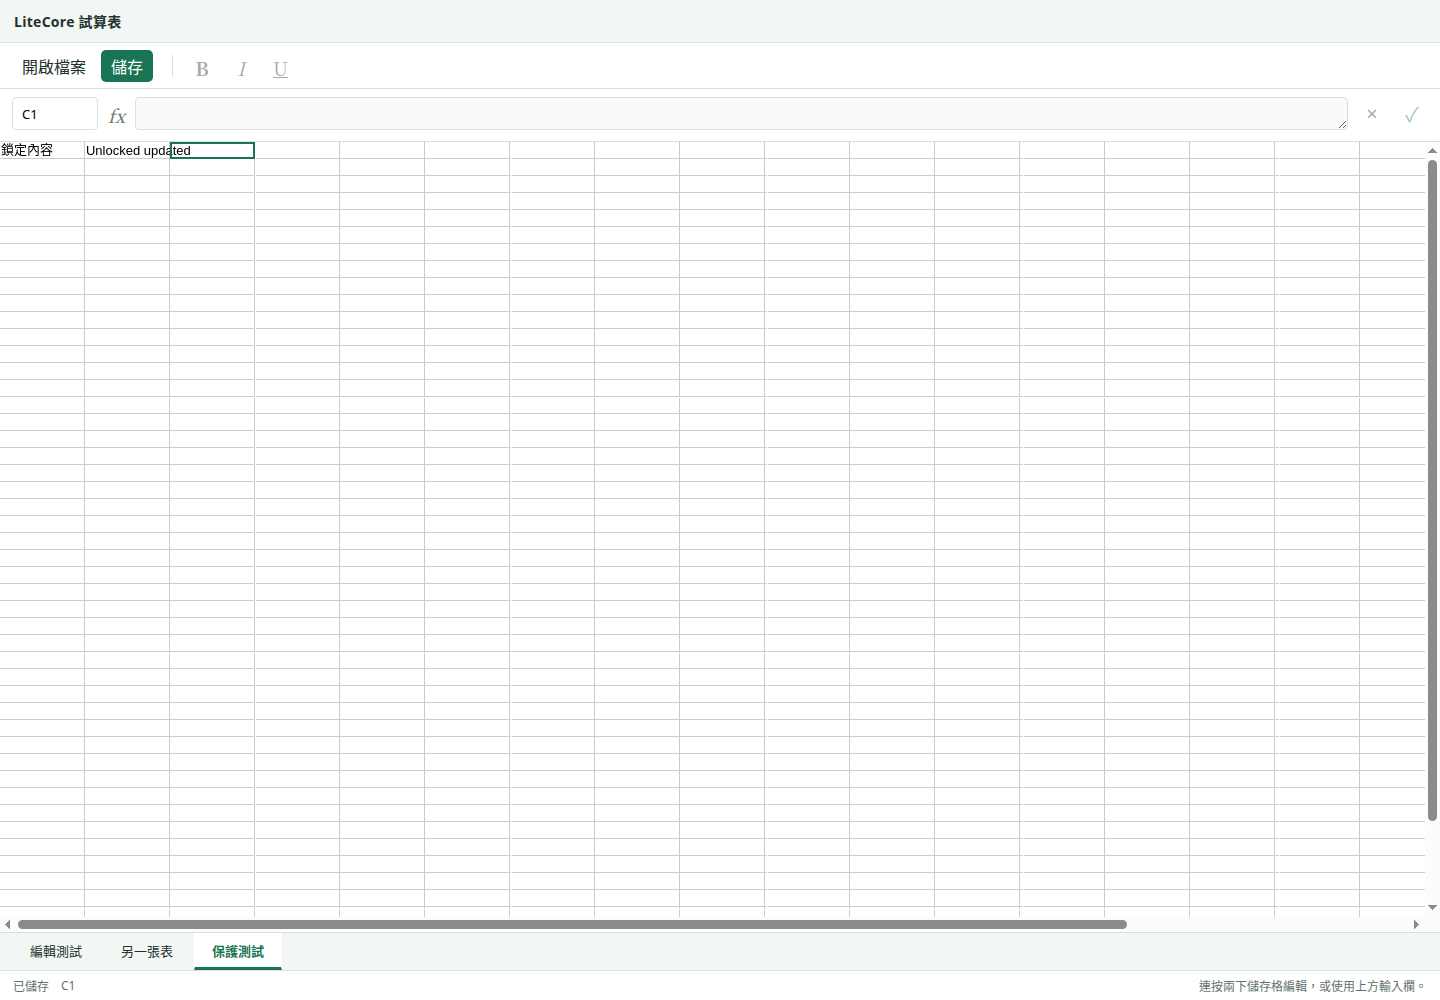 LiteCore 試算表
開啟檔案 儲存 B I U
C1 fx × ✓
鎖定內容 Unlocked updated
編輯測試 另一張表 保護測試
已儲存 C1 連按兩下儲存格編輯，或使用上方輸入欄。